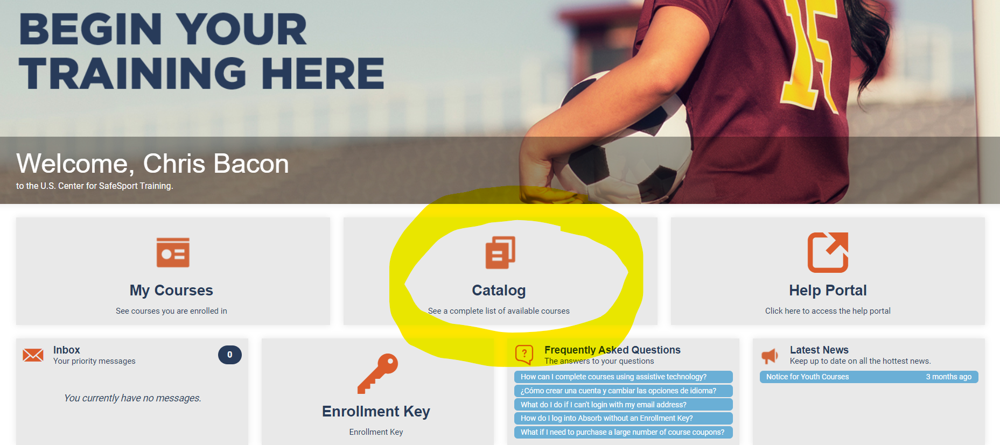 BEGIN YOUR
TRAINING HERE
15
Welcome, Chris Bacon
to the U.S. Center for SafeSport Training.
My Courses
See courses you are enrolled in
Catalog
See a complete list of available courses
Help Portal
Click here to access the help portal
Inbox
Your priority messages
0
You currently have no messages.
Enrollment Key
Enrollment Key
Frequently Asked Questions
The answers to your questions
How can I complete courses using assistive technology?
¿Cómo crear una cuenta y cambiar las opciones de idioma?
What do I do if I can't login with my email address?
How do I log into Absorb without an Enrollment Key?
What if I need to purchase a large number of course coupons?
Latest News
Keep up to date on all the hottest news.
Notice for Youth Courses 3 months ago